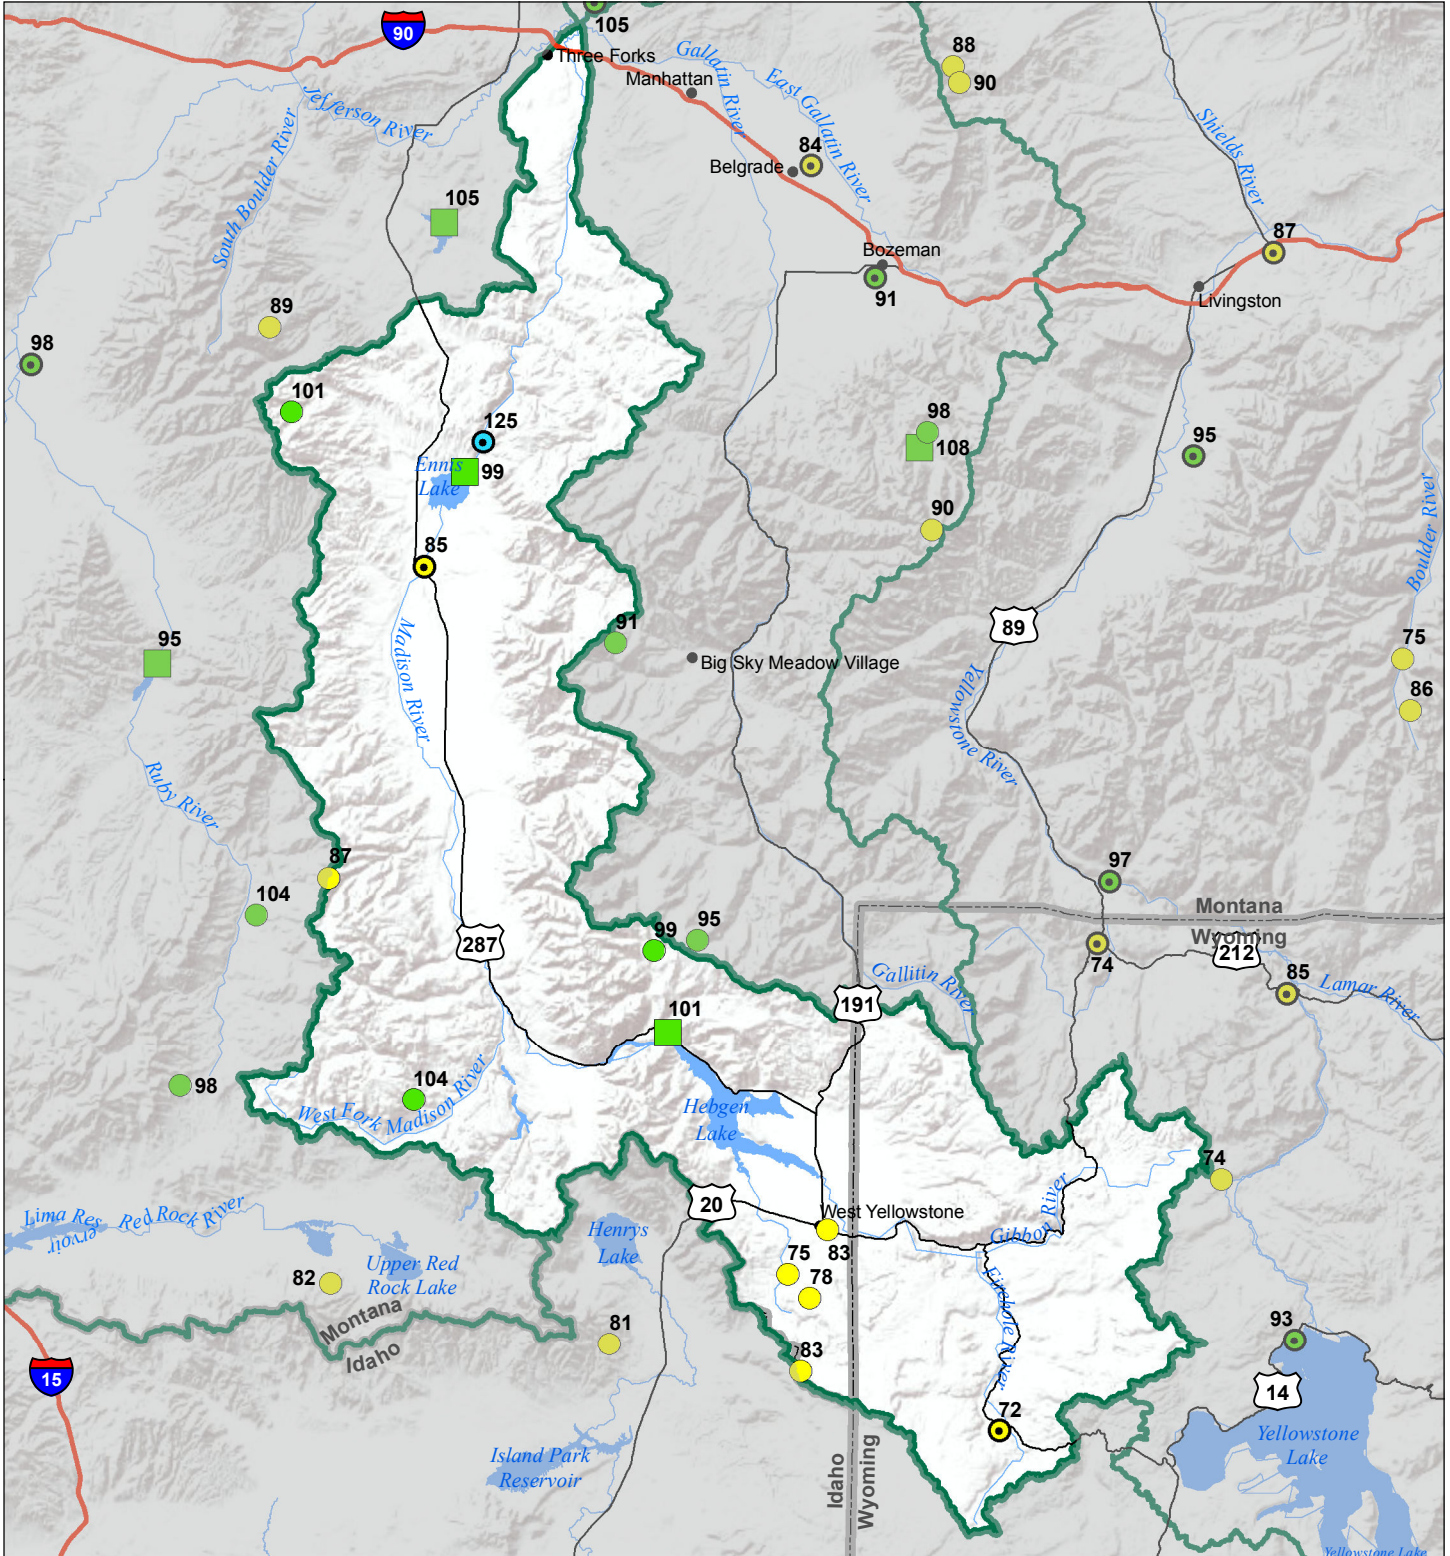 105
90
Three Forks
Manhattan
Gallatin River
East Gallatin River
88
90
Jefferson River
South Boulder River
Shields River
84
Belgrade
105
Bozeman
91
87
Livingston
89
98
101
125
Ennis
Lake
99
98
108
95
90
Boulder River
85
Madison River
91
Big Sky Meadow Village
89
75
86
95
Yellowstone River
Ruby River
87
104
97
Montana
Wyoming
212
74
85
Lamar River
287
99
95
Gallitin River
191
101
98
104
West Fork Madison River
Hebgen
Lake
74
20
West Yellowstone
83
Gibbon River
Lima Reservoir
Red Rock River
Henrys
Lake
Upper Red
Rock Lake
82
75
78
Firehole River
Montana
Idaho
81
83
93
15
14
72
Yellowstone
Lake
Island Park
Reservoir
Idaho
Wyoming
Yellowstone Lake